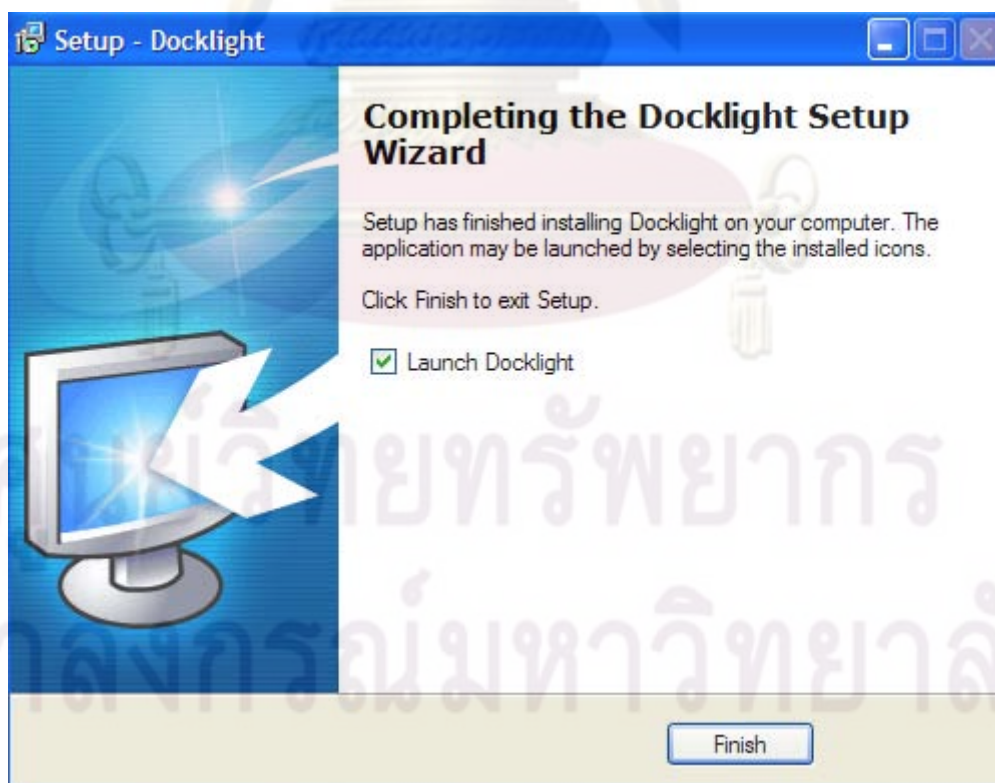 Setup - Docklight
Completing the Docklight Setup
Wizard
Setup has finished installing Docklight on your computer. The
application may be launched by selecting the installed icons.
Click Finish to exit Setup.
Launch Docklight
ศูนย์วิทยทรัพยากร
จุฬาลงกรณ์มหาวิทยาลัย
Finish